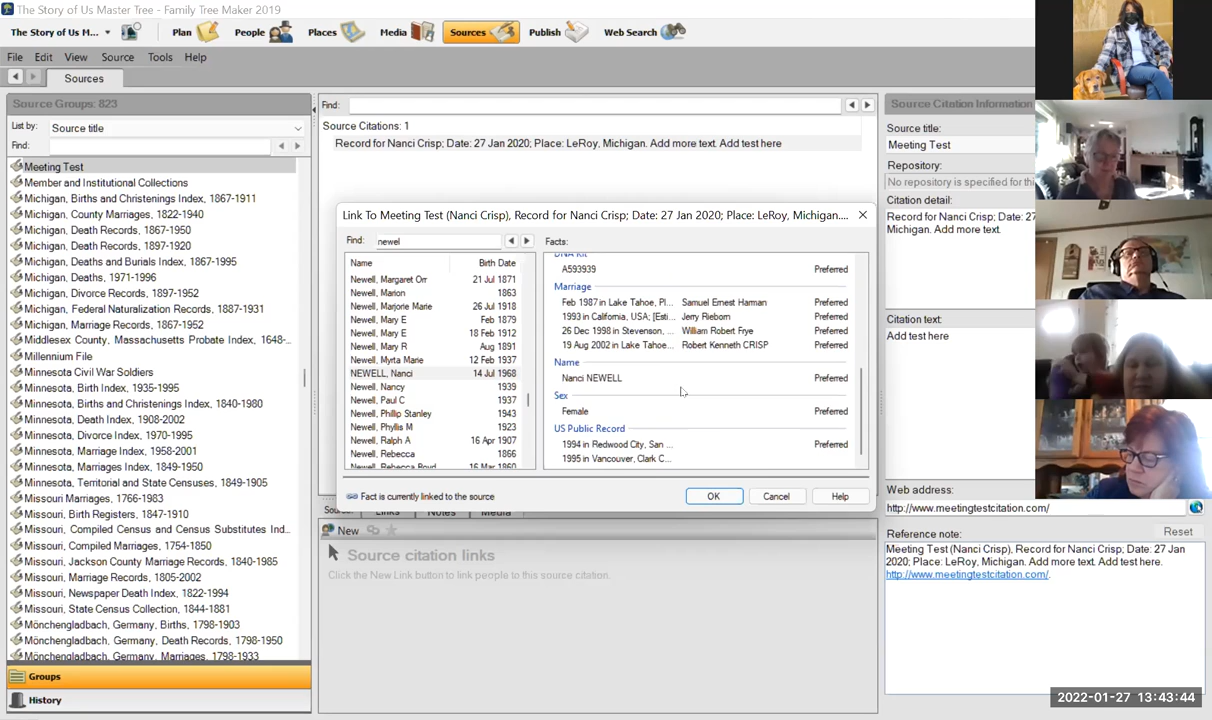 The Story of Us Master Tree - Family Tree Maker 2019
The Story of Us M...
Plan
People
Places
Media
Sources
Publish
Web Search
File Edit View Source Tools Help
Sources
Source Groups: 823
List by: Source title
Find:
Meeting Test
Member and Institutional Collections
Michigan, Births and Christenings Index, 1867-1911
Michigan, County Marriages, 1822-1940
Michigan, Death Records, 1867-1950
Michigan, Death Records, 1897-1920
Michigan, Deaths and Burials Index, 1867-1995
Michigan, Deaths, 1971-1996
Michigan, Divorce Records, 1897-1952
Michigan, Federal Naturalization Records, 1887-1931
Michigan, Marriage Records, 1867-1952
Middlesex County, Massachusetts Probate Index, 1648-..
Millennium File
Minnesota Civil War Soldiers
Minnesota, Birth Index, 1935-1995
Minnesota, Births and Christenings Index, 1840-1980
Minnesota, Death Index, 1908-2002
Minnesota, Divorce Index, 1970-1995
Minnesota, Marriage Index, 1958-2001
Minnesota, Marriages Index, 1849-1950
Minnesota, Territorial and State Censuses, 1849-1905
Missouri Marriages, 1766-1983
Missouri, Birth Registers, 1847-1910
Missouri, Compiled Census and Census Substitutes Ind...
Missouri, Compiled Marriages, 1754-1850
Missouri, Jackson County Marriage Records, 1840-1985
Missouri, Marriage Records, 1805-2002
Missouri, Newspaper Death Index, 1822-1994
Missouri, State Census Collection, 1844-1881
Mönchengladbach, Germany, Births, 1798-1903
Mönchengladbach, Germany, Death Records, 1798-1950
Mönchengladbach, Germany, Marriages, 1798-1933
Groups
History
Find:
Source Citations: 1
Record for Nanci Crisp; Date: 27 Jan 2020; Place: LeRoy, Michigan. Add more text. Add test here
Link To Meeting Test (Nanci Crisp), Record for Nanci Crisp; Date: 27 Jan 2020; Place: LeRoy, Michigan....
Find: newel
Name Birth Date
Newell, Margaret Orr 21 Jul 1871
Newell, Marion 1863
Newell, Marjorie Marie 26 Jul 1918
Newell, Mary E Feb 1879
Newell, Mary E 18 Feb 1912
Newell, Mary R Aug 1891
Newell, Myrta Marie 12 Feb 1937
NEWELL, Nanci 14 Jul 1968
Newell, Nancy 1939
Newell, Paul C 1937
Newell, Phillip Stanley 1943
Newell, Phyllis M 1923
Newell, Ralph A 16 Apr 1907
Newell, Rebecca 1866
Newell, Rebecca Boyd 16 Mar 1860
Facts:
DNA Kit
A593939 Preferred
Marriage
Feb 1987 in Lake Tahoe, Pl... Samuel Ernest Harman Preferred
1993 in California, USA; [Esti... Jerry Rieborn Preferred
26 Dec 1998 in Stevenson, ... William Robert Frye Preferred
19 Aug 2002 in Lake Tahoe... Robert Kenneth CRISP Preferred
Name
Nanci NEWELL Preferred
Sex
Female Preferred
US Public Record
1994 in Redwood City, San ... Preferred
1995 in Vancouver, Clark C...
Fact is currently linked to the source
OK Cancel Help
Links Notes Media
New
Source citation links
Click the New Link button to link people to this source citation.
Source Citation Information
Source title:
Meeting Test
Repository:
No repository is specified for thi
Citation detail:
Record for Nanci Crisp; Date: 27
Michigan. Add more text.
Citation text:
Add test here
Web address:
http://www.meetingtestcitation.com/
Reference note:
Reset
Meeting Test (Nanci Crisp), Record for Nanci Crisp; Date: 27 Jan
2020; Place: LeRoy, Michigan. Add more text. Add test here.
http://www.meetingtestcitation.com/.
2022-01-27 13:43:44